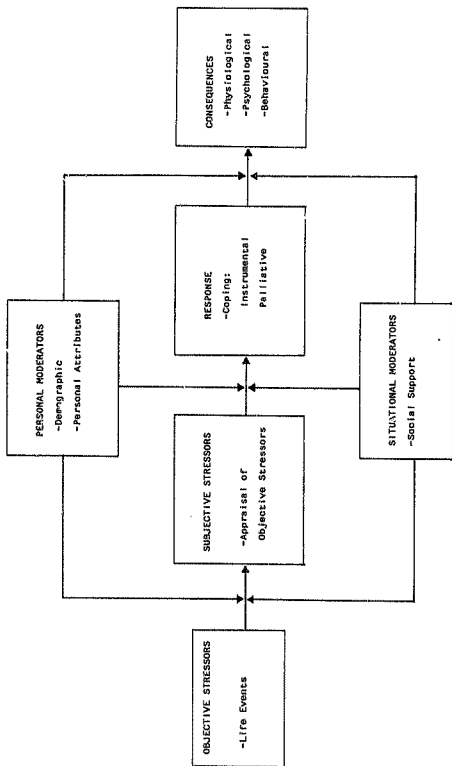 PERSONAL MODERATORS
-Demographic
-Personal Attributes
OBJECTIVE STRESSORS
-Life Events
SUBJECTIVE STRESSORS
-Appraisal of
Objective Stressors
RESPONSE
-Coping:
Instrumental
Palliative
CONSEQUENCES
-Physiological
-Psychological
-Behavioural
SITUATIONAL MODERATORS
-Social Support